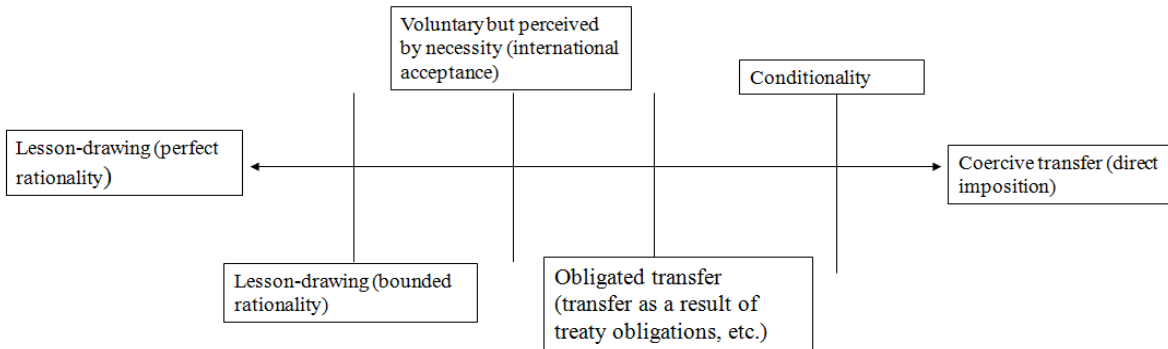 Voluntary but perceived
by necessity (international
acceptance)
Conditionality
Lesson-drawing (perfect
rationality)
Coercive transfer (direct
imposition)
Lesson-drawing (bounded
rationality)
Obligated transfer
(transfer as a result of
treaty obligations, etc.)